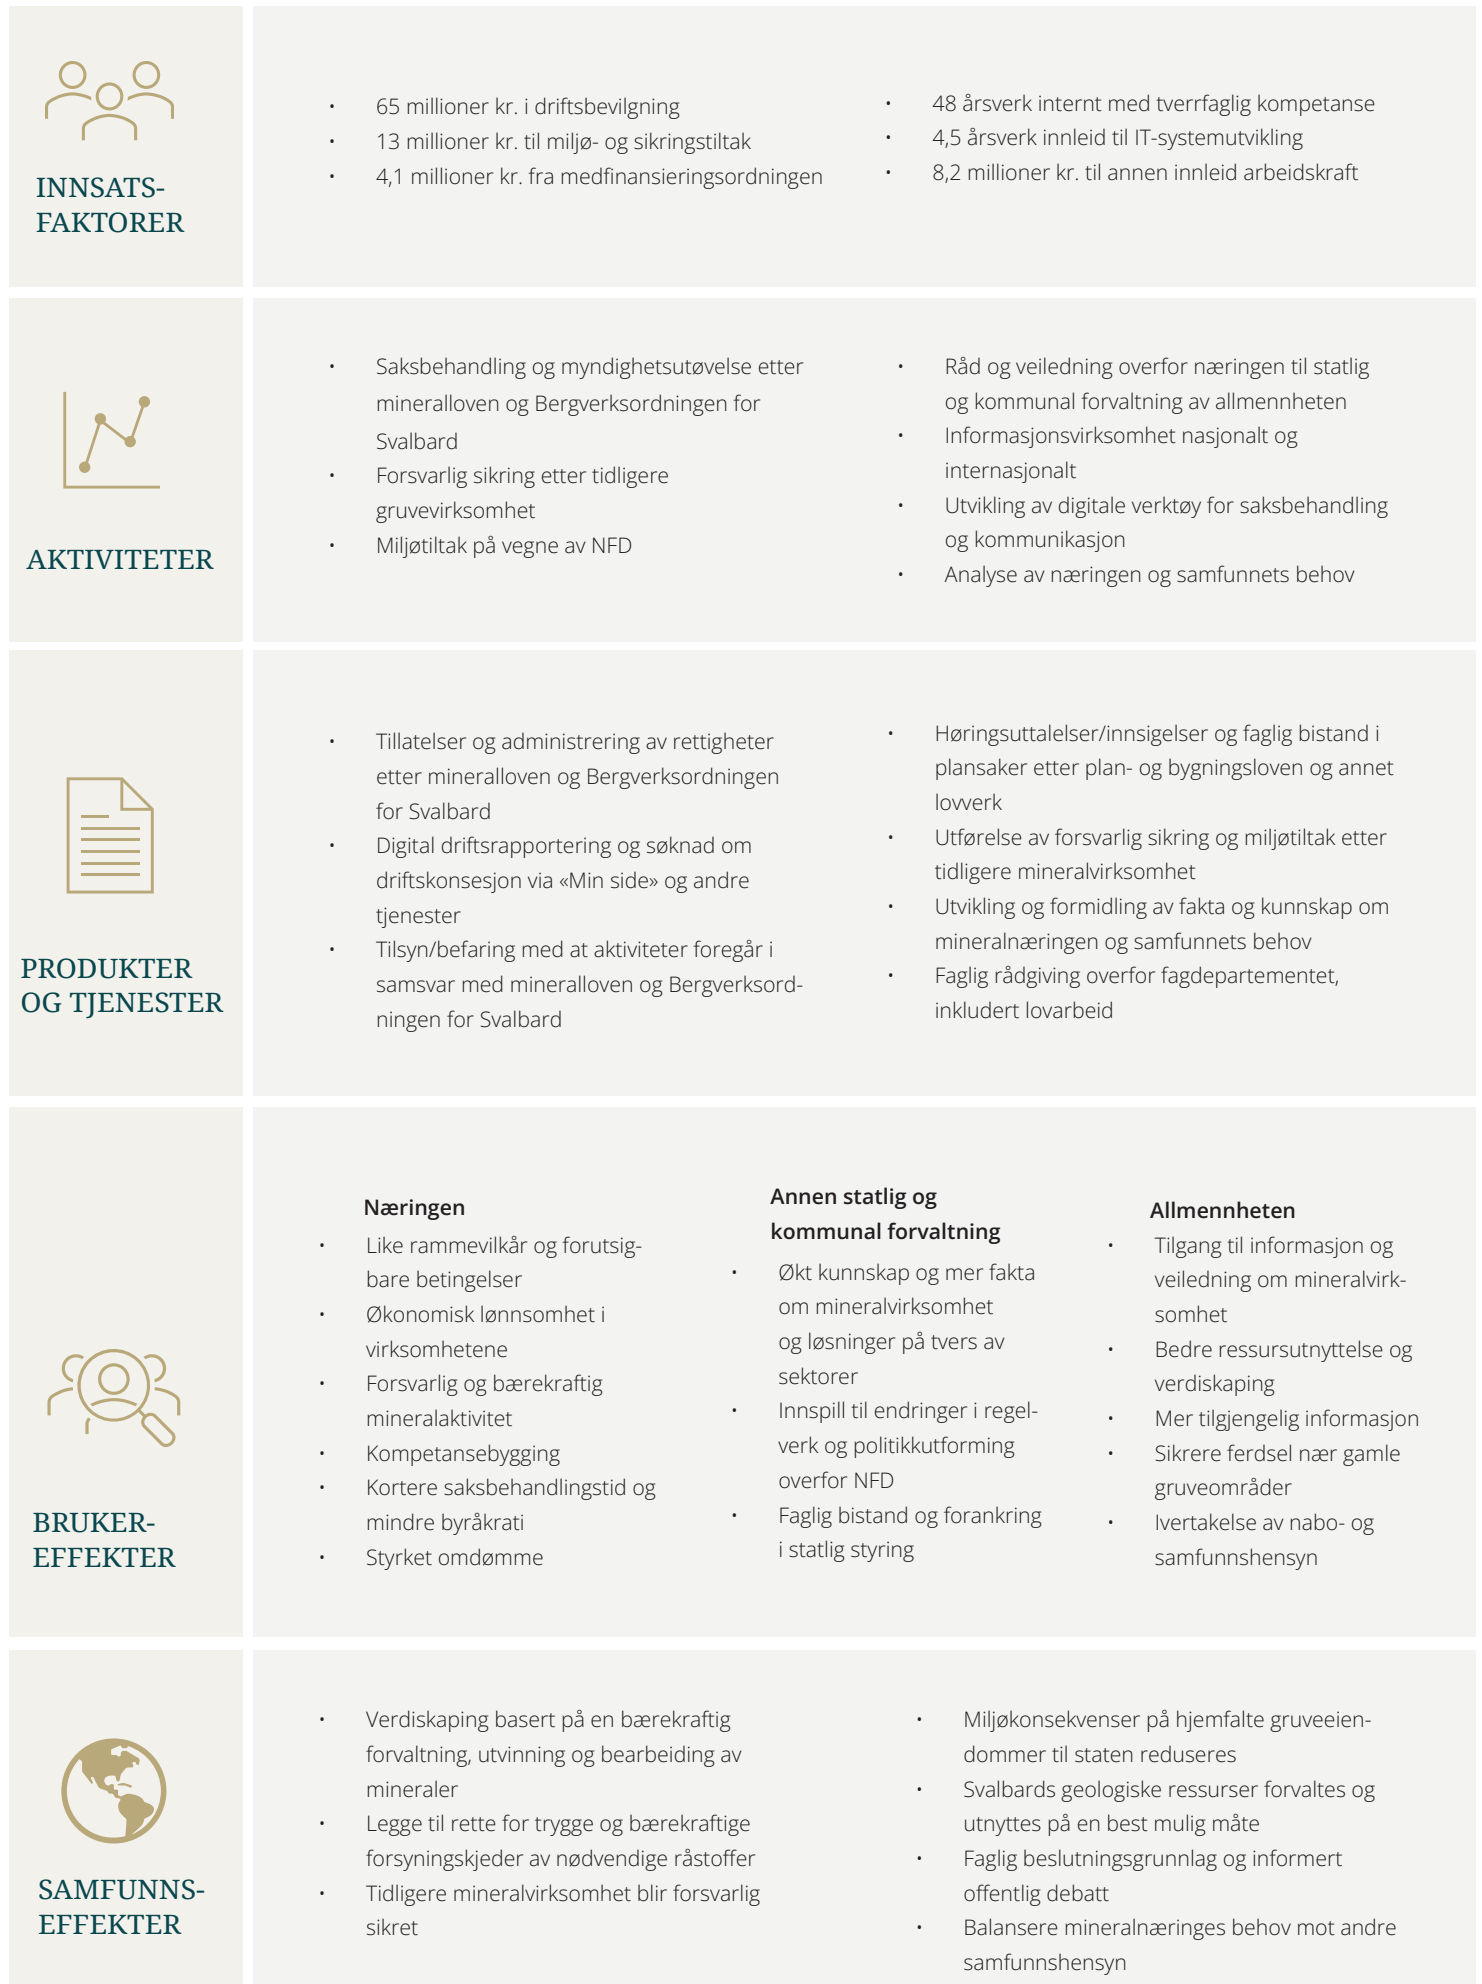 INNSATS-
FAKTORER
• 65 millioner kr. i driftsbevilgning
• 13 millioner kr. til miljø- og sikringstiltak
• 4,1 millioner kr. fra medfinansieringsordningen
• 48 årsverk internt med tverrfaglig kompetanse
• 4,5 årsverk innleid til IT-systemutvikling
• 8,2 millioner kr. til annen innleid arbeidskraft
AKTIVITETER
• Saksbehandling og myndighetsutøvelse etter
mineralloven og Bergverksordningen for
Svalbard
• Forsvarlig sikring etter tidligere
gruvevirksomhet
• Miljøtiltak på vegne av NFD
• Råd og veiledning overfor næringen til statlig
og kommunal forvaltning av allmennheten
• Informasjonsvirksomhet nasjonalt og
internasjonalt
• Utvikling av digitale verktøy for saksbehandling
og kommunikasjon
• Analyse av næringen og samfunnets behov
PRODUKTER
OG TJENESTER
• Tillatelser og administrering av rettigheter
etter mineralloven og Bergverksordningen
for Svalbard
• Digital driftsrapportering og søknad om
driftskonsesjon via «Min side» og andre
tjenester
• Tilsyn/befaring med at aktiviteter foregår i
samsvar med mineralloven og Bergverksord-
ningen for Svalbard
• Høringsuttalelser/innsigelser og faglig bistand i
plansaker etter plan- og bygningsloven og annet
lovverk
• Utførelse av forsvarlig sikring og miljøtiltak etter
tidligere mineralvirksomhet
• Utvikling og formidling av fakta og kunnskap om
mineralnæringen og samfunnets behov
• Faglig rådgiving overfor fagdepartementet,
inkludert lovarbeid
BRUKER-
EFFEKTER
Næringen
• Like rammevilkår og forutsig-
bare betingelser
• Økonomisk lønnsomhet i
virksomhetene
• Forsvarlig og bærekraftig
mineralaktivitet
• Kompetansebygging
• Kortere saksbehandlingstid og
mindre byråkrati
• Styrket omdømme
Annen statlig og
kommunal forvaltning
• Økt kunnskap og mer fakta
om mineralvirksomhet
og løsninger på tvers av
sektorer
• Innspill til endringer i regel-
verk og politikkutforming
overfor NFD
• Faglig bistand og forankring
i statlig styring
Allmennheten
• Tilgang til informasjon og
veiledning om mineralvirk-
somhet
• Bedre ressursutnyttelse og
verdiskaping
• Mer tilgjengelig informasjon
• Sikrere ferdsel nær gamle
gruveområder
• Ivertakelse av nabo- og
samfunnshensyn
SAMFUNNS-
EFFEKTER
• Verdiskaping basert på en bærekraftig
forvaltning, utvinning og bearbeiding av
mineraler
• Legge til rette for trygge og bærekraftige
forsyningskjeder av nødvendige råstoffer
• Tidligere mineralvirksomhet blir forsvarlig
sikret
• Miljøkonsekvenser på hjemfalte gruveeien-
dommer til staten reduseres
• Svalbards geologiske ressurser forvaltes og
utnyttes på en best mulig måte
• Faglig beslutningsgrunnlag og informert
offentlig debatt
• Balansere mineralnæringes behov mot andre
samfunnshensyn